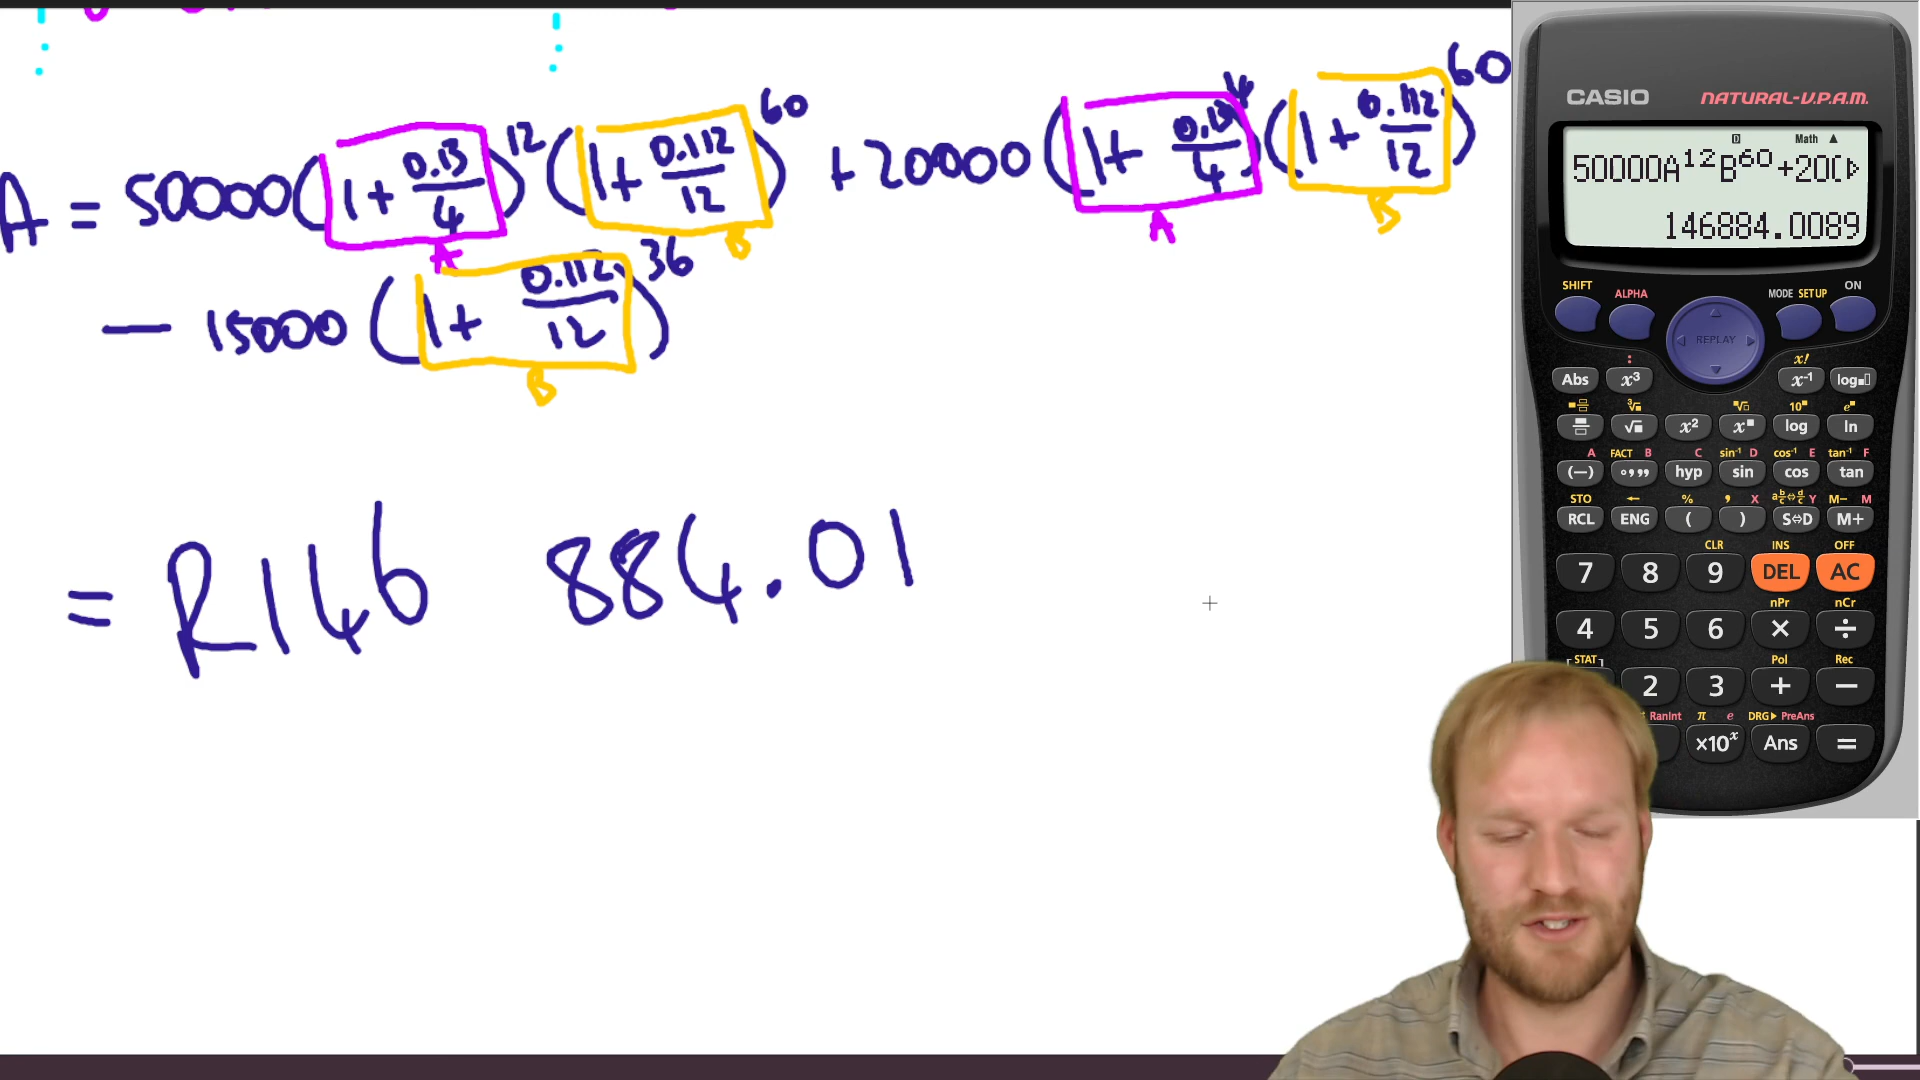 A = 50000(1 + 0.13/4)^12 (1 + 0.112/12)^60 + 20000(1 + 0.13/4)^4 (1 + 0.112/12)^60
A B A B
− 15000(1 + 0.112/12)^36
B
= R146 884.01
CASIO NATURAL-V.P.A.M.
D Math ▲
50000A^12B^60+200
146884.0089
SHIFT ALPHA MODE SETUP ON
REPLAY
: x!
Abs x³ x⁻¹ log
³√ 10 e
√ x² x log ln
A FACT B C sin⁻¹ D cos⁻¹ E tan⁻¹ F
(−) °,,, hyp sin cos tan
STO ← % , X a b/c⇔d/c Y M− M
RCL ENG ( ) S⇔D M+
CLR INS OFF
7 8 9 DEL AC
nPr nCr
4 5 6 × ÷
STAT Pol Rec
2 3 + −
RanInt π e DRG▶ PreAns
×10^x Ans =